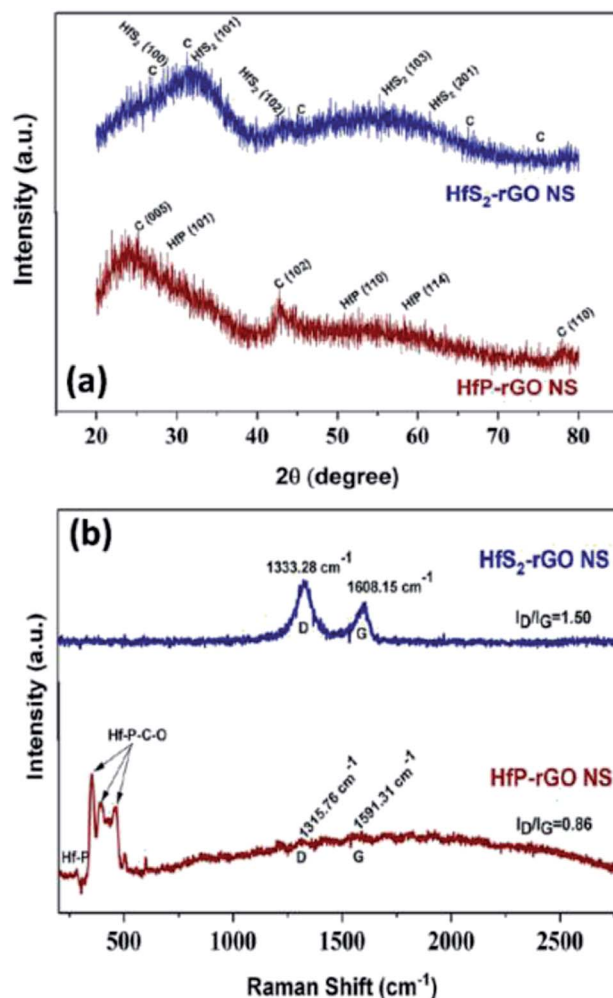 HfS2 (100)
C
C
HfS2 (101)
HfS2 (102)
C
HfS2 (103)
HfS2 (201)
C
C
HfS2-rGO NS
C (005)
HfP (101)
C (102)
HfP (110)
HfP (114)
C (110)
HfP-rGO NS
(a)
Intensity (a.u.)
20 30 40 50 60 70 80
2θ (degree)
(b)
1333.28 cm-1
1608.15 cm-1
HfS2-rGO NS
ID/IG=1.50
D
G
Hf-P-C-O
Hf-P
1315.76 cm-1
1591.31 cm-1
HfP-rGO NS
ID/IG=0.86
D
G
Intensity (a.u.)
500 1000 1500 2000 2500
Raman Shift (cm-1)